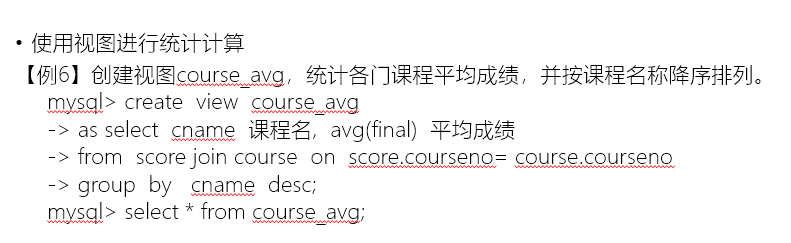 • 使用视图进行统计计算
【例6】创建视图course_avg，统计各门课程平均成绩，并按课程名称降序排列。
mysql> create view course_avg
-> as select cname 课程名, avg(final) 平均成绩
-> from score join course on score.courseno= course.courseno
-> group by cname desc;
mysql> select * from course_avg;